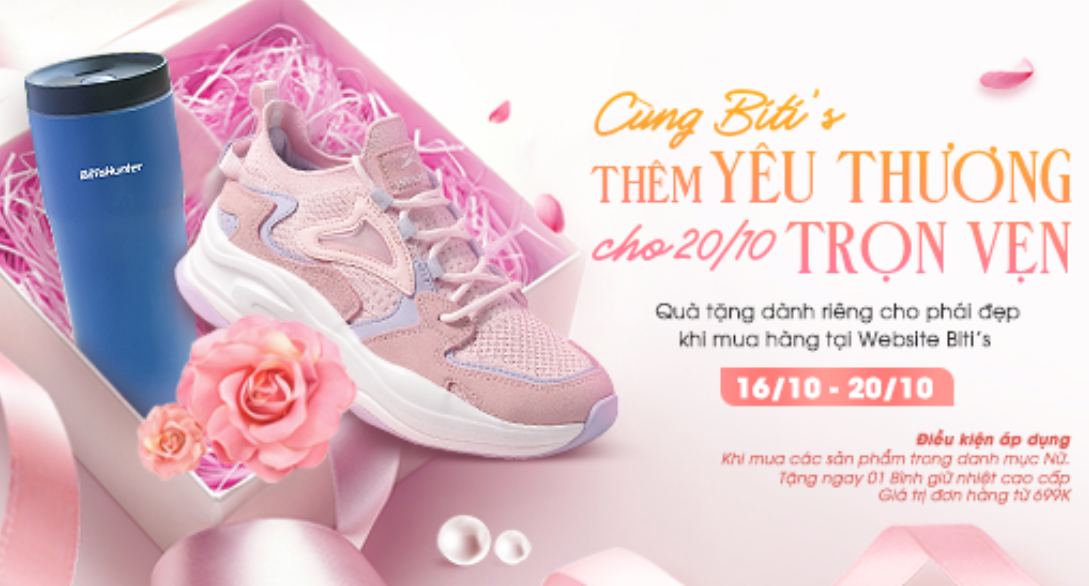 Biti'sHunter
Cùng Biti's
THÊM YÊU THƯƠNG
cho 20/10 TRỌN VẸN
Quà tặng dành riêng cho phái đẹp
khi mua hàng tại Website Biti's
16/10 - 20/10
Điều kiện áp dụng
Khi mua các sản phẩm trong danh mục Nữ.
Tặng ngay 01 Bình giữ nhiệt cao cấp
Giá trị đơn hàng từ 699K